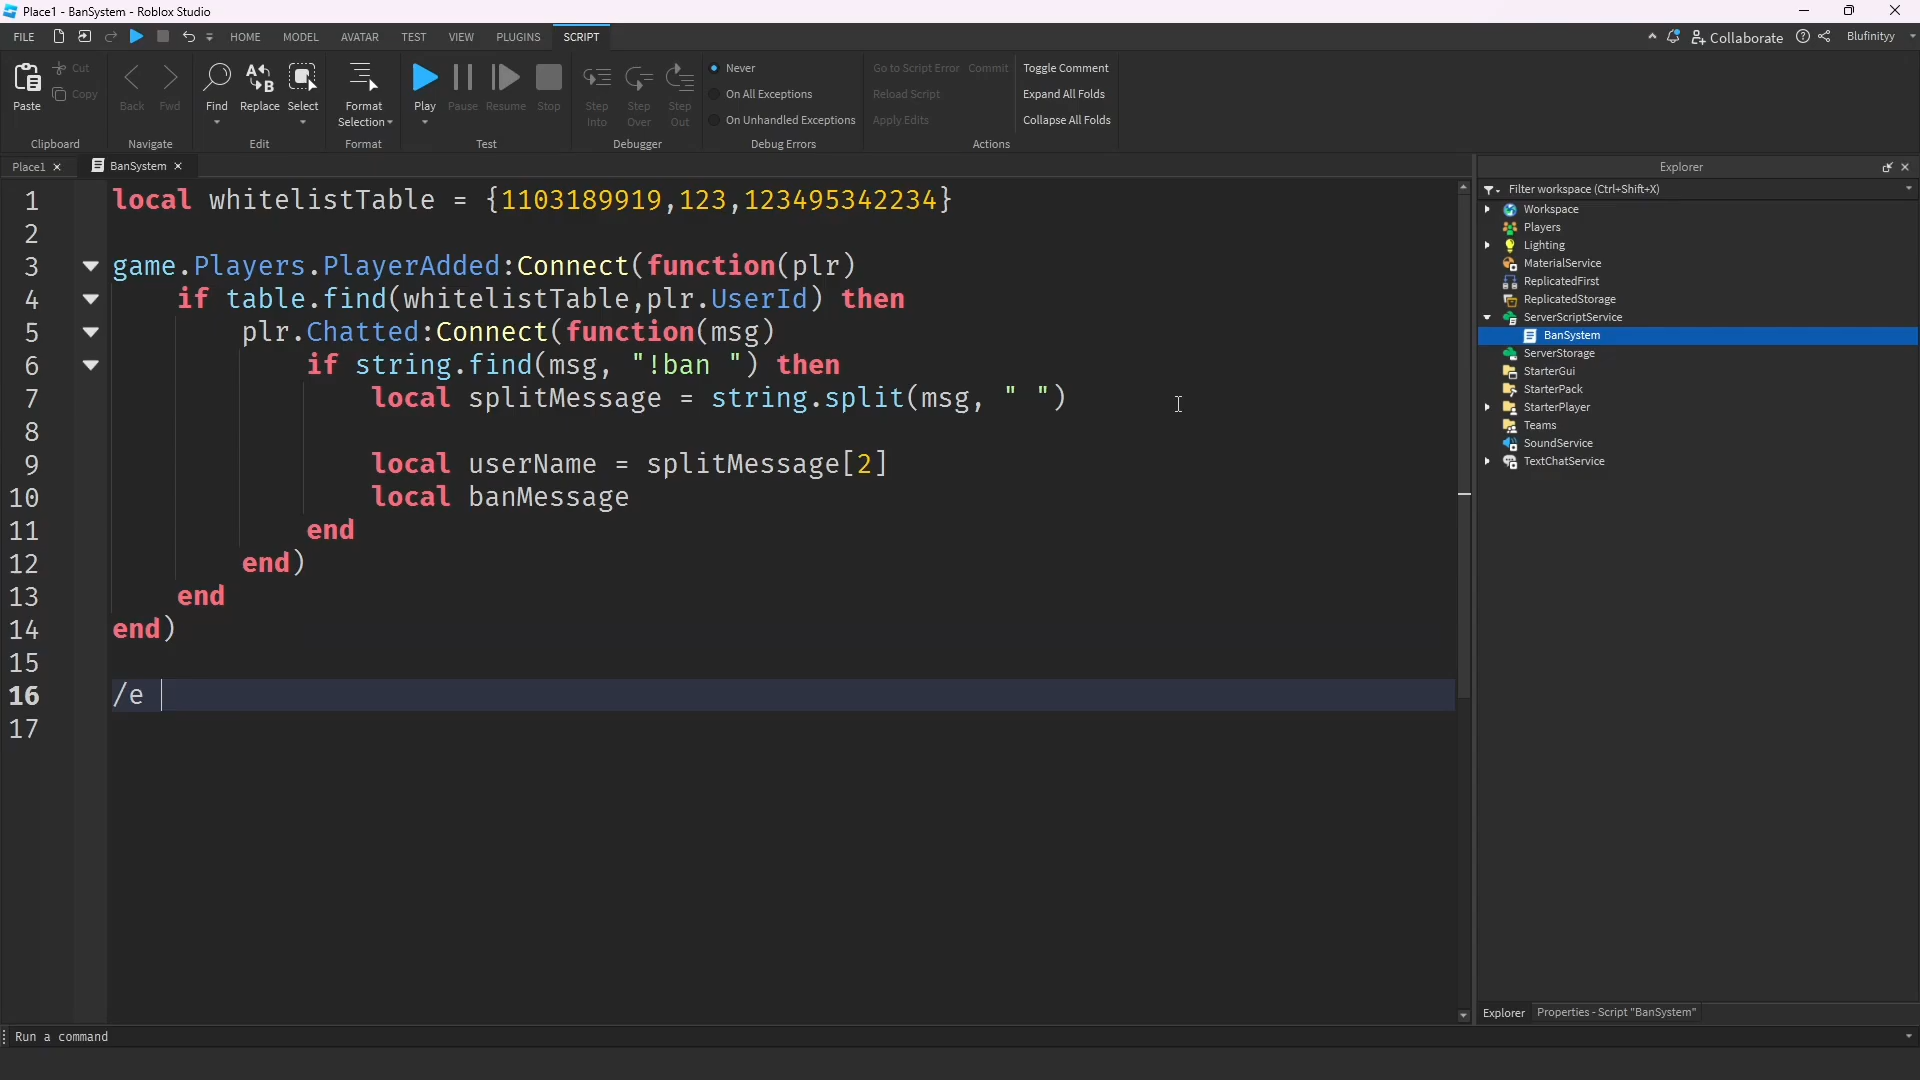 Place1 - BanSystem - Roblox Studio
FILE HOME MODEL AVATAR TEST VIEW PLUGINS SCRIPT Collaborate Blufinityy
Paste Cut Copy
Clipboard
Back Fwd
Navigate
Find Replace Select
Edit
Format Selection
Format
Play Pause Resume Stop
Test
Step Into Step Over Step Out
Debugger
Never
On All Exceptions
On Unhandled Exceptions
Debug Errors
Go to Script Error Commit
Reload Script
Apply Edits
Toggle Comment
Expand All Folds
Collapse All Folds
Actions
Place1 BanSystem
1 local whitelistTable = {1103189919,123,123495342234}
2
3 game.Players.PlayerAdded:Connect(function(plr)
4 if table.find(whitelistTable,plr.UserId) then
5 plr.Chatted:Connect(function(msg)
6 if string.find(msg, "!ban ") then
7 local splitMessage = string.split(msg, " ")
8
9 local userName = splitMessage[2]
10 local banMessage
11 end
12 end)
13 end
14 end)
15
16 /e
17
Explorer
Filter workspace (Ctrl+Shift+X)
Workspace
Players
Lighting
MaterialService
ReplicatedFirst
ReplicatedStorage
ServerScriptService
BanSystem
ServerStorage
StarterGui
StarterPack
StarterPlayer
Teams
SoundService
TextChatService
Explorer Properties - Script "BanSystem"
Run a command